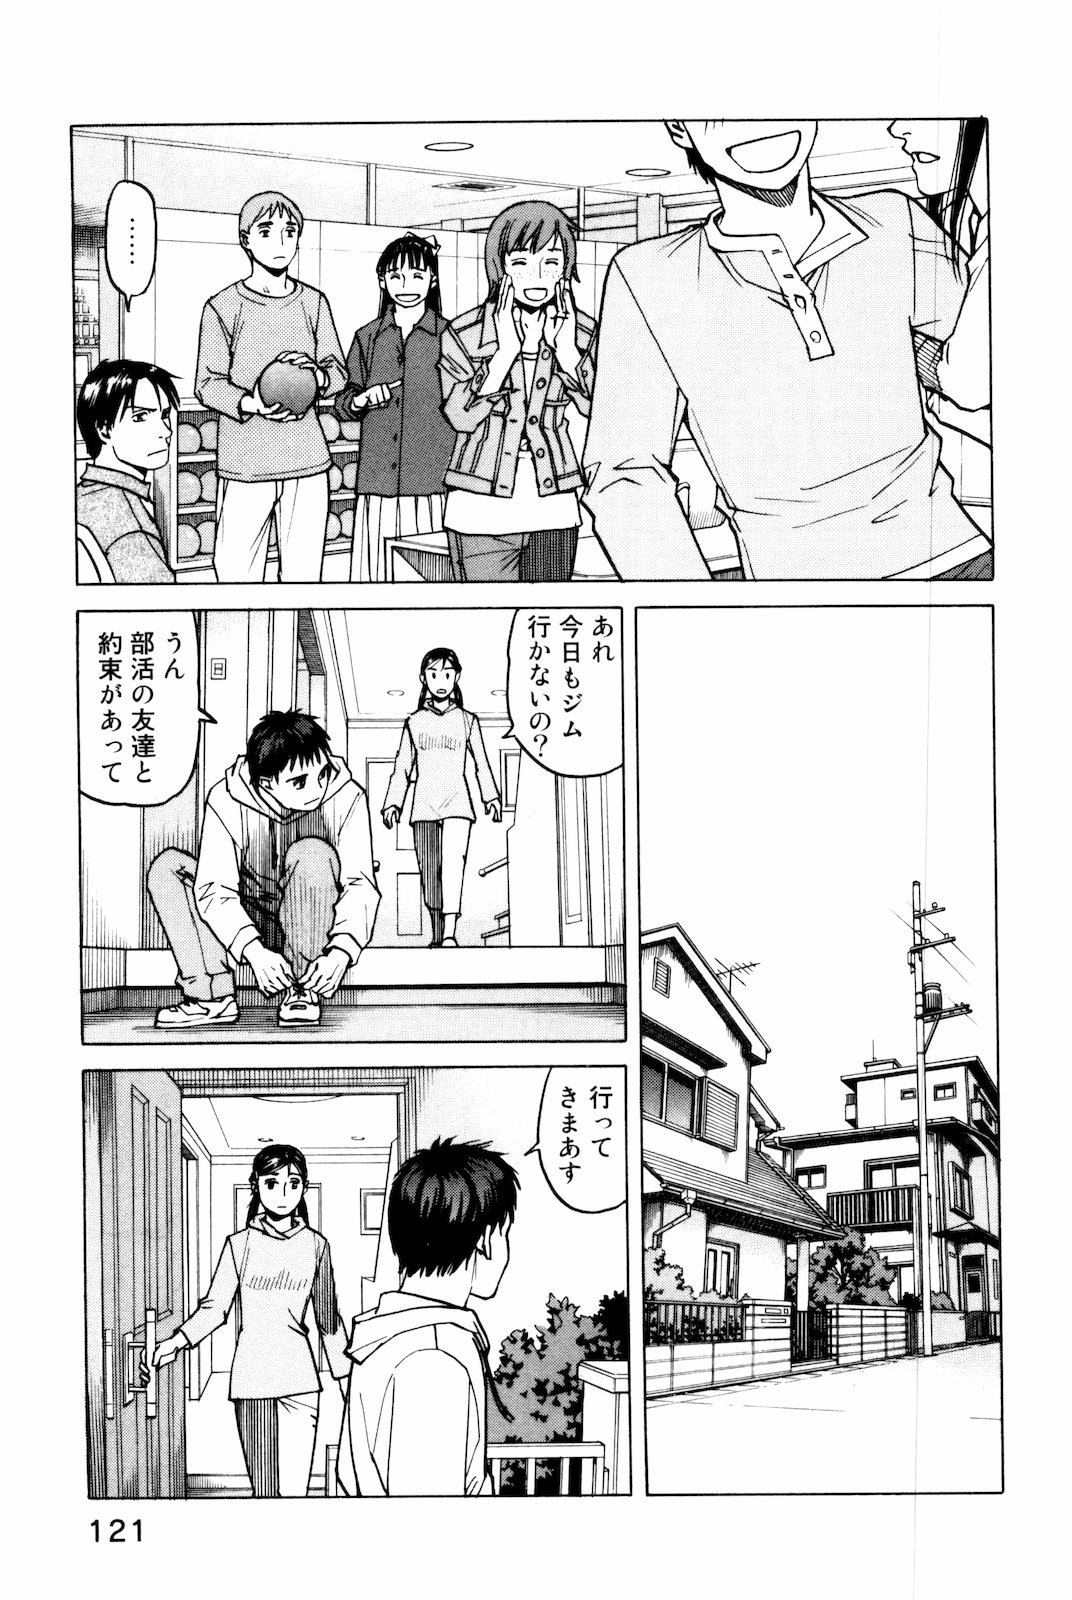 ……
あれ
今日もジム
行かないの？
うん
部活の友達と
約束があって
行って
きまあす
121